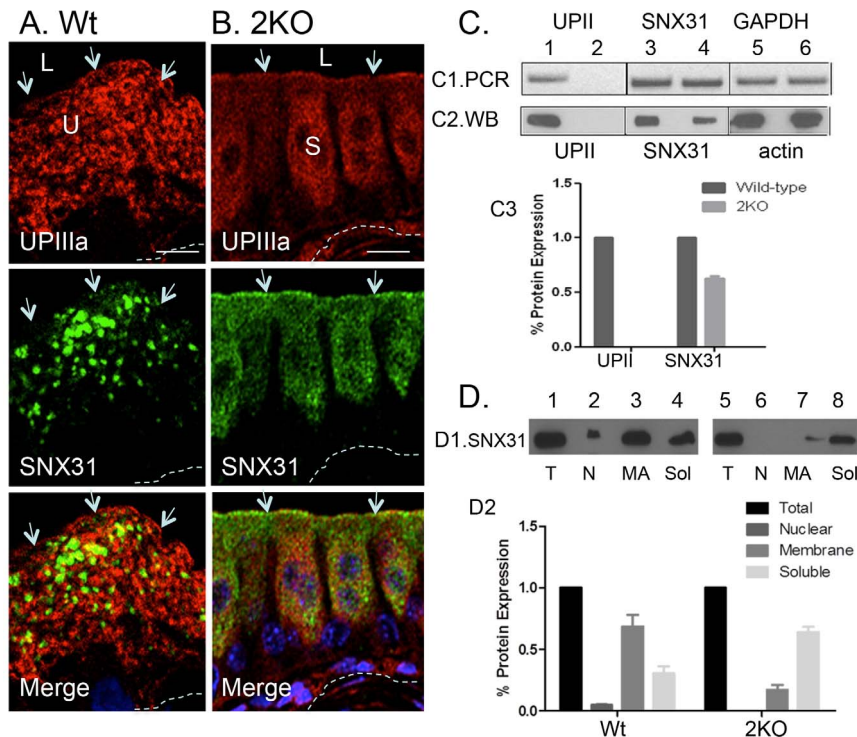 A. Wt
L
U
UPIIIa
SNX31
Merge
B. 2KO
L
S
UPIIIa
SNX31
Merge
UPII SNX31 GAPDH
1 2 3 4 5 6
C1.PCR
C2.WB
UPII SNX31 actin
C3
% Protein Expression
1.5
1.0
0.5
0.0
Wild-type
2KO
UPII SNX31
D.
1 2 3 4 5 6 7 8
D1.SNX31
T N MA Sol T N MA Sol
D2
% Protein Expression
1.5
1.0
0.5
0.0
Total
Nuclear
Membrane
Soluble
Wt 2KO